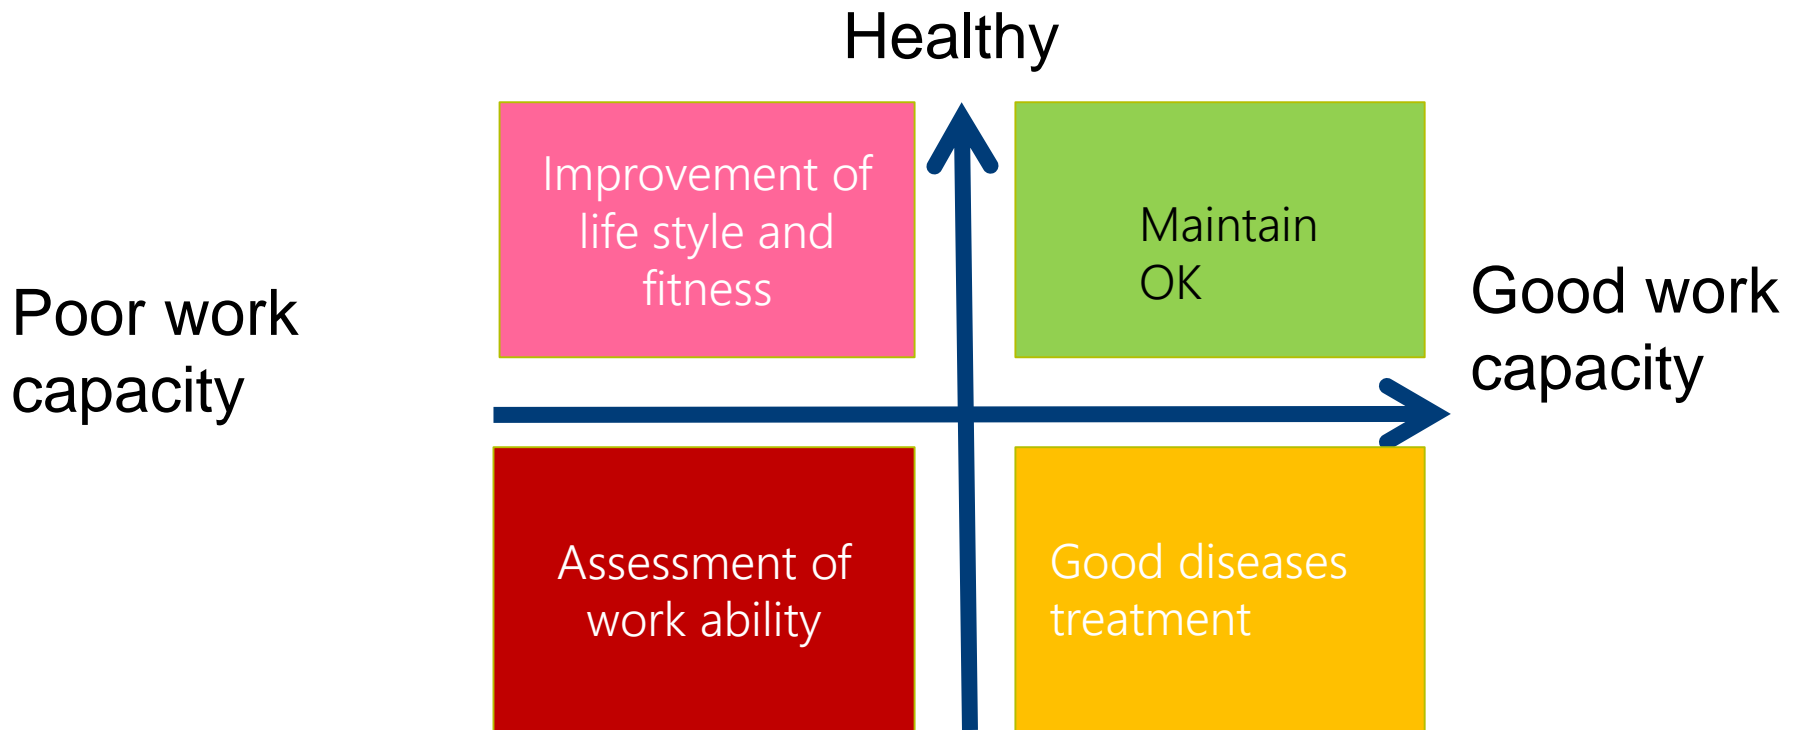 Healthy
Improvement of
life style and
fitness
Maintain
OK
Poor work
capacity
Good work
capacity
Assessment of
work ability
Good diseases
treatment